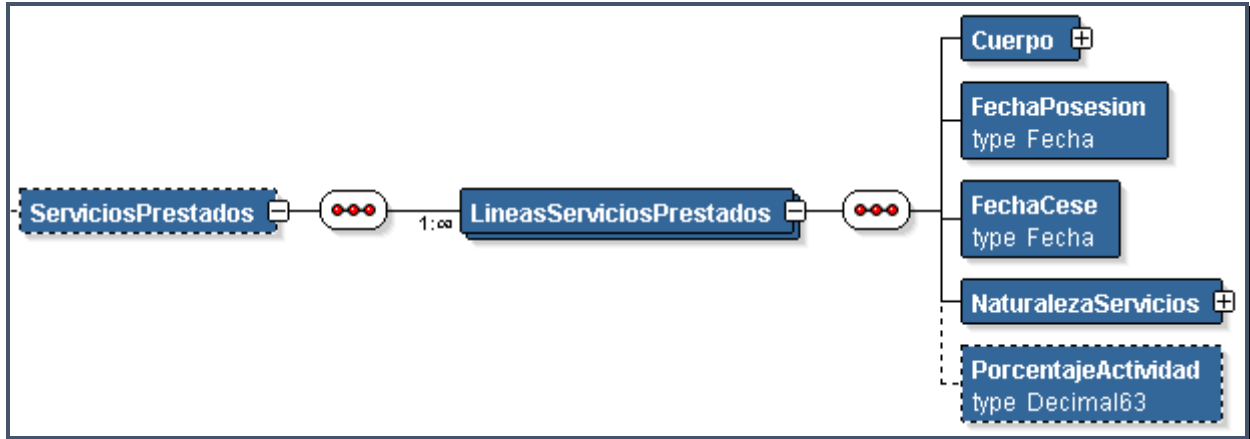 Cuerpo
FechaPosesion
type Fecha
ServiciosPrestados
1:∞
LineasServiciosPrestados
FechaCese
type Fecha
NaturalezaServicios
PorcentajeActividad
type Decimal63